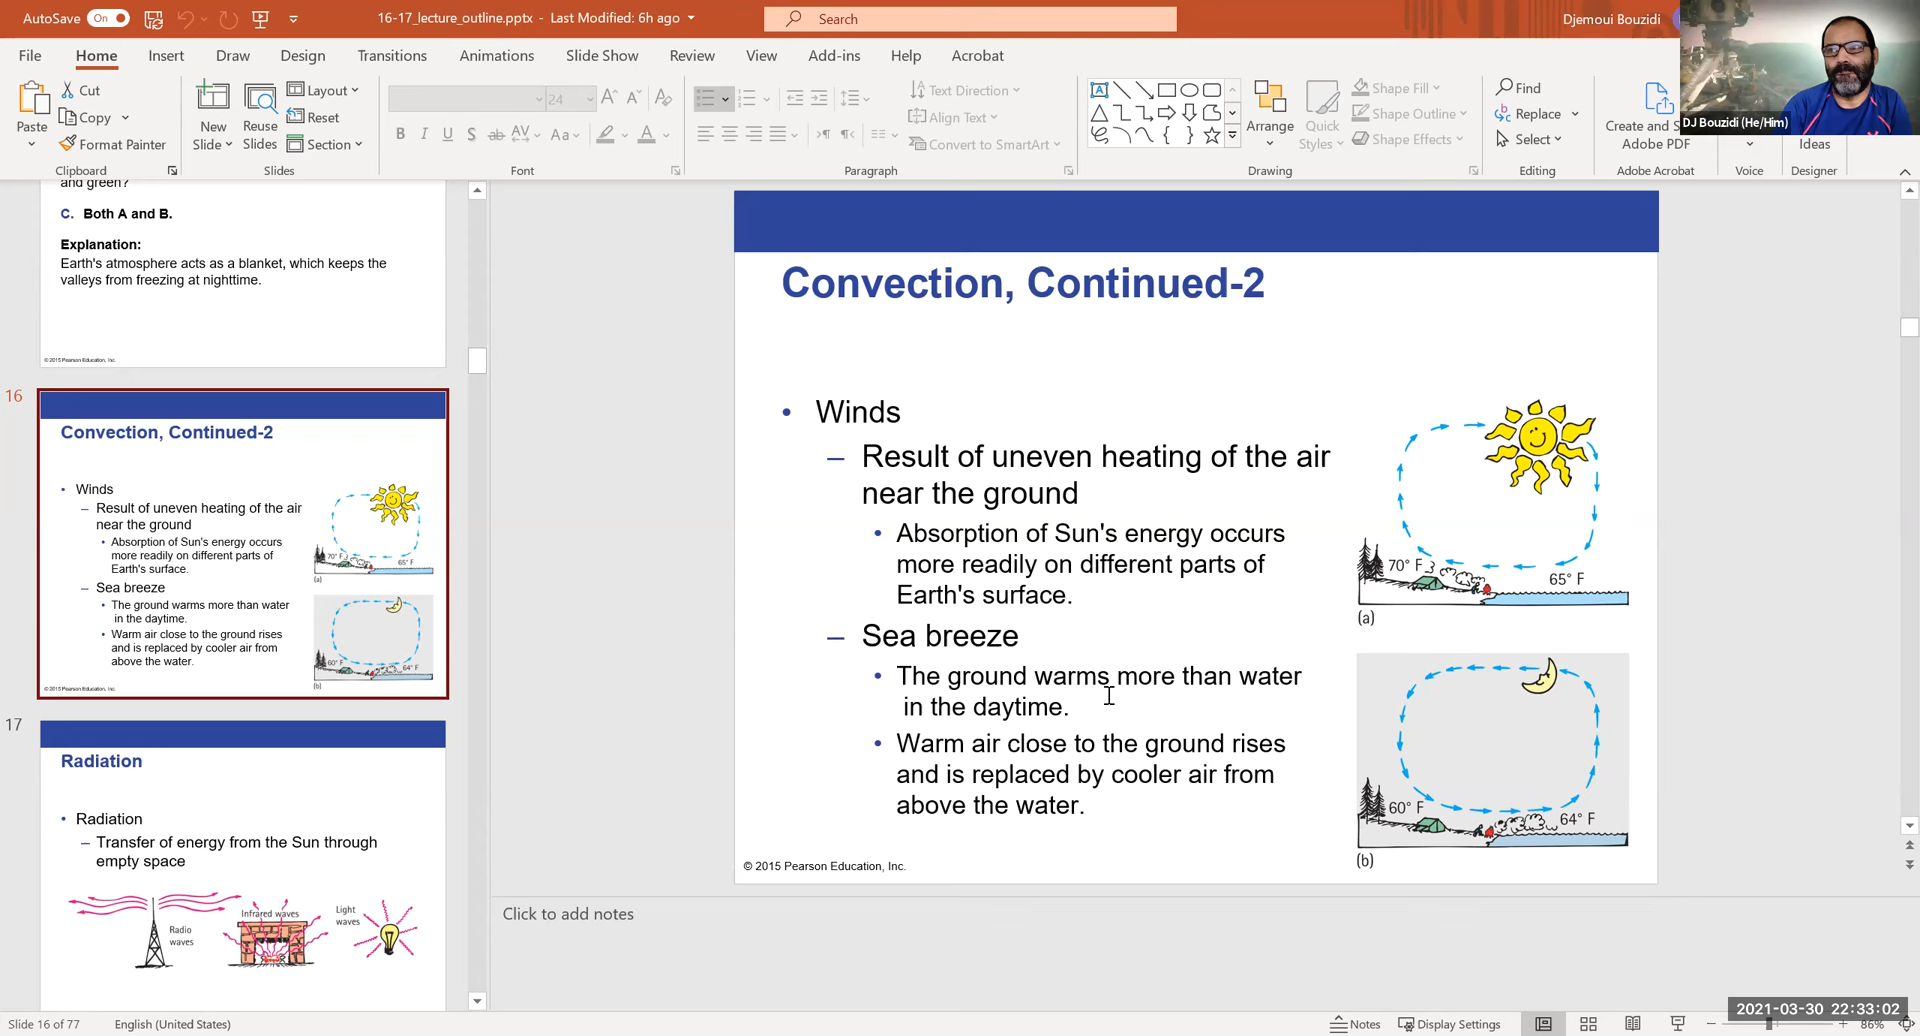 AutoSave On
16-17_lecture_outline.pptx - Last Modified: 6h ago
Search
Djemoui Bouzidi
File Home Insert Draw Design Transitions Animations Slide Show Review View Add-ins Help Acrobat
Paste
Cut
Copy
Format Painter
Clipboard
New Slide
Reuse Slides
Layout
Reset
Section
Slides
24
Font
Text Direction
Align Text
Convert to SmartArt
Paragraph
Arrange
Quick Styles
Shape Fill
Shape Outline
Shape Effects
Drawing
Find
Replace
Select
Editing
Create and S
Adobe PDF
Adobe Acrobat
Voice
Ideas
Designer
DJ Bouzidi (He/Him)
and green?
C. Both A and B.
Explanation:
Earth's atmosphere acts as a blanket, which keeps the
valleys from freezing at nighttime.
© 2015 Pearson Education, Inc.
16
Convection, Continued-2
• Winds
– Result of uneven heating of the air
near the ground
• Absorption of Sun's energy occurs
more readily on different parts of
Earth's surface.
– Sea breeze
• The ground warms more than water
in the daytime.
• Warm air close to the ground rises
and is replaced by cooler air from
above the water.
70° F
65° F
(a)
60° F
64° F
(b)
© 2015 Pearson Education, Inc.
17
Radiation
• Radiation
– Transfer of energy from the Sun through
empty space
Radio
waves
Infrared waves
Light
waves
Convection, Continued-2
• Winds
– Result of uneven heating of the air
near the ground
• Absorption of Sun's energy occurs
more readily on different parts of
Earth's surface.
– Sea breeze
• The ground warms more than water
in the daytime.
• Warm air close to the ground rises
and is replaced by cooler air from
above the water.
70° F
65° F
(a)
60° F
64° F
(b)
© 2015 Pearson Education, Inc.
Click to add notes
2021-03-30 22:33:02
Slide 16 of 77
English (United States)
Notes
Display Settings
86%